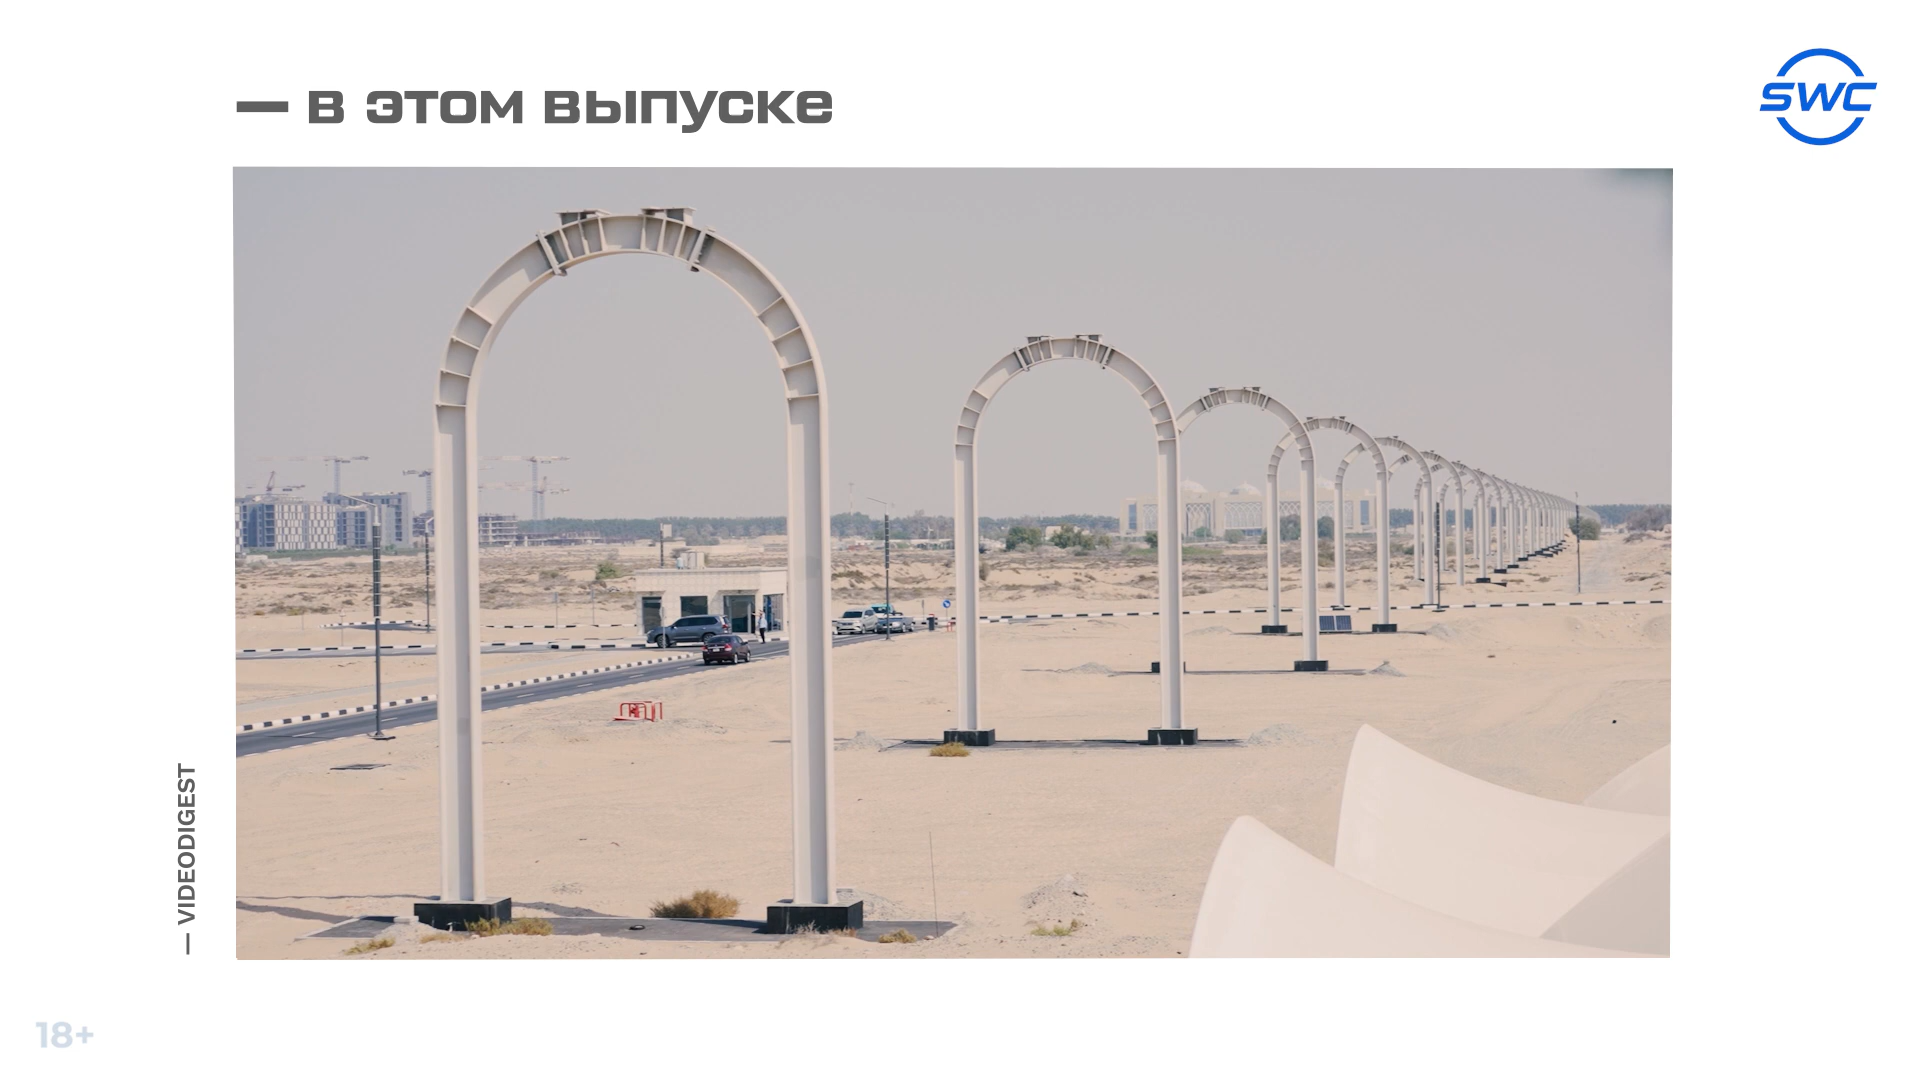 — в этом выпуске
SWC
— VIDEODIGEST
18+